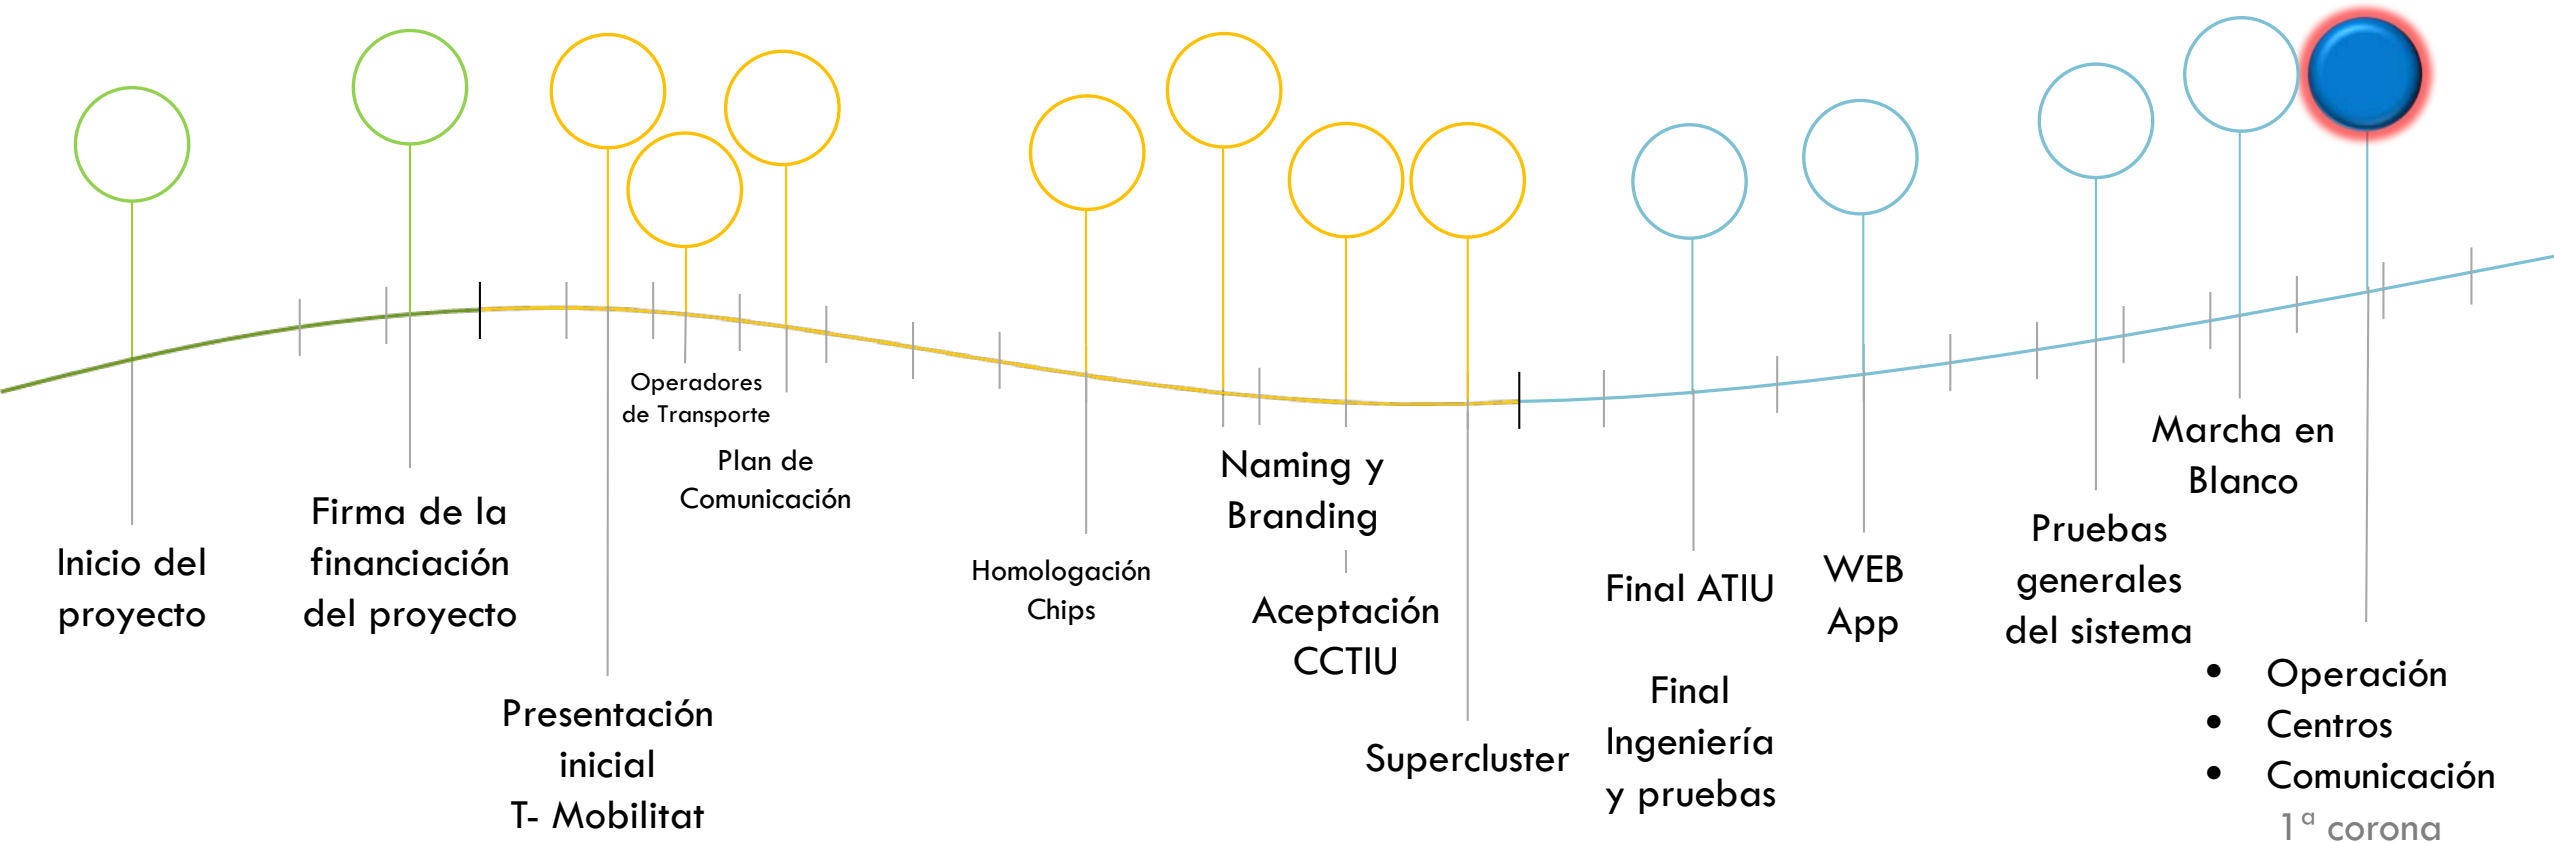 Inicio del
proyecto
Firma de la
financiación
del proyecto
Presentación
inicial
T- Mobilitat
Operadores
de Transporte
Plan de
Comunicación
Homologación
Chips
Naming y
Branding
Aceptación
CCTIU
Supercluster
Final ATIU
Final
Ingeniería
y pruebas
WEB
App
Pruebas
generales
del sistema
Marcha en
Blanco
• Operación
• Centros
• Comunicación
1ª corona